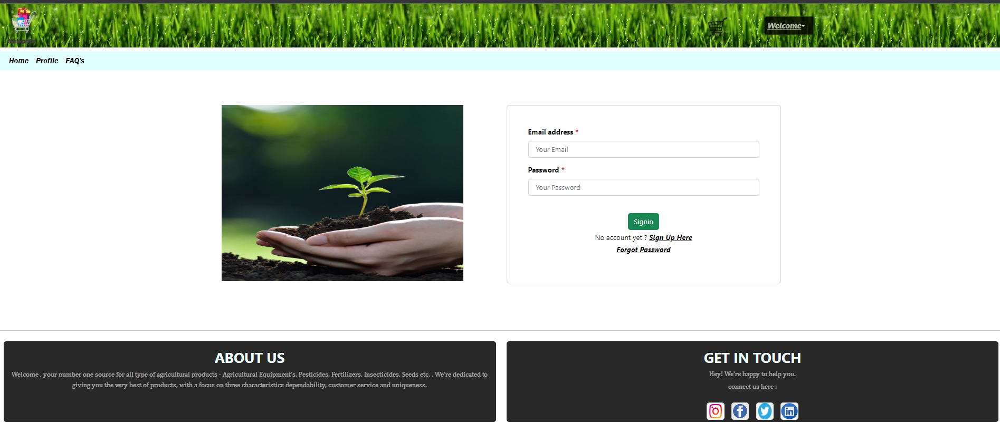 Welcome
Home Profile FAQ's
Email address *
Your Email
Password *
Your Password
Signin
No account yet ? Sign Up Here
Forgot Password
ABOUT US
Welcome , your number one source for all type of agricultural products - Agricultural Equipment's, Pesticides, Fertilizers, Insecticides, Seeds etc. . We're dedicated to
giving you the very best of products, with a focus on three characteristics dependability, customer service and uniqueness.
GET IN TOUCH
Hey! We're happy to help you.
connect us here :